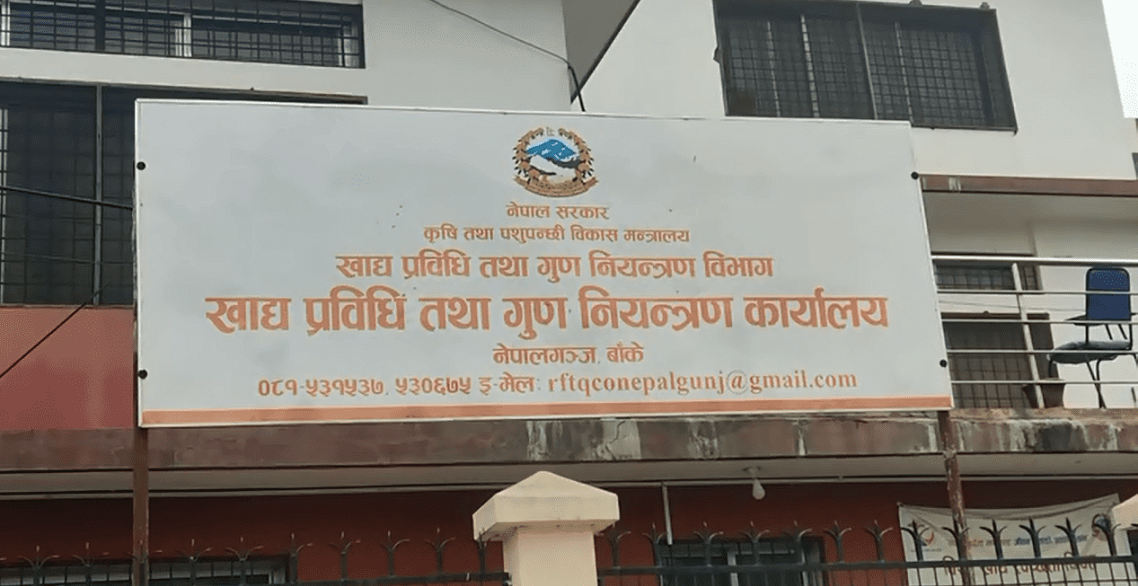 नेपाल सरकार
कृषि तथा पशुपन्छी विकास मन्त्रालय
खाद्य प्रविधि तथा गुण नियन्त्रण विभाग
खाद्य प्रविधि तथा गुण नियन्त्रण कार्यालय
नेपालगञ्ज, बाँके
०८१-५३१५३७, ५३०६७५ इ-मेल: rftqconepalgunj@gmail.com